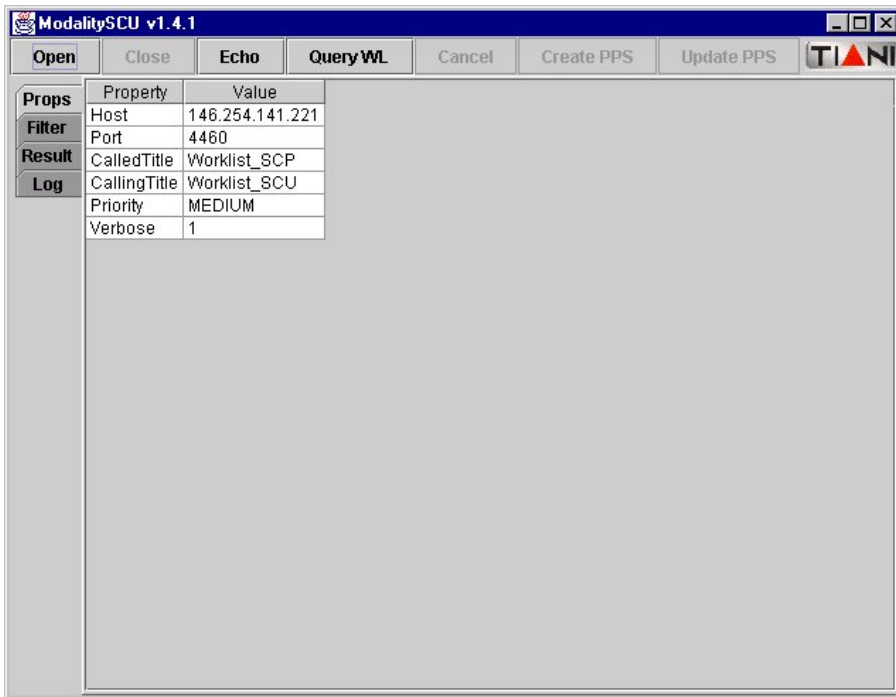 ModalitySCU v1.4.1
Open Close Echo Query WL Cancel Create PPS Update PPS TIANI
Props
Filter
Result
Log
Property Value
Host 146.254.141.221
Port 4460
CalledTitle Worklist_SCP
CallingTitle Worklist_SCU
Priority MEDIUM
Verbose 1